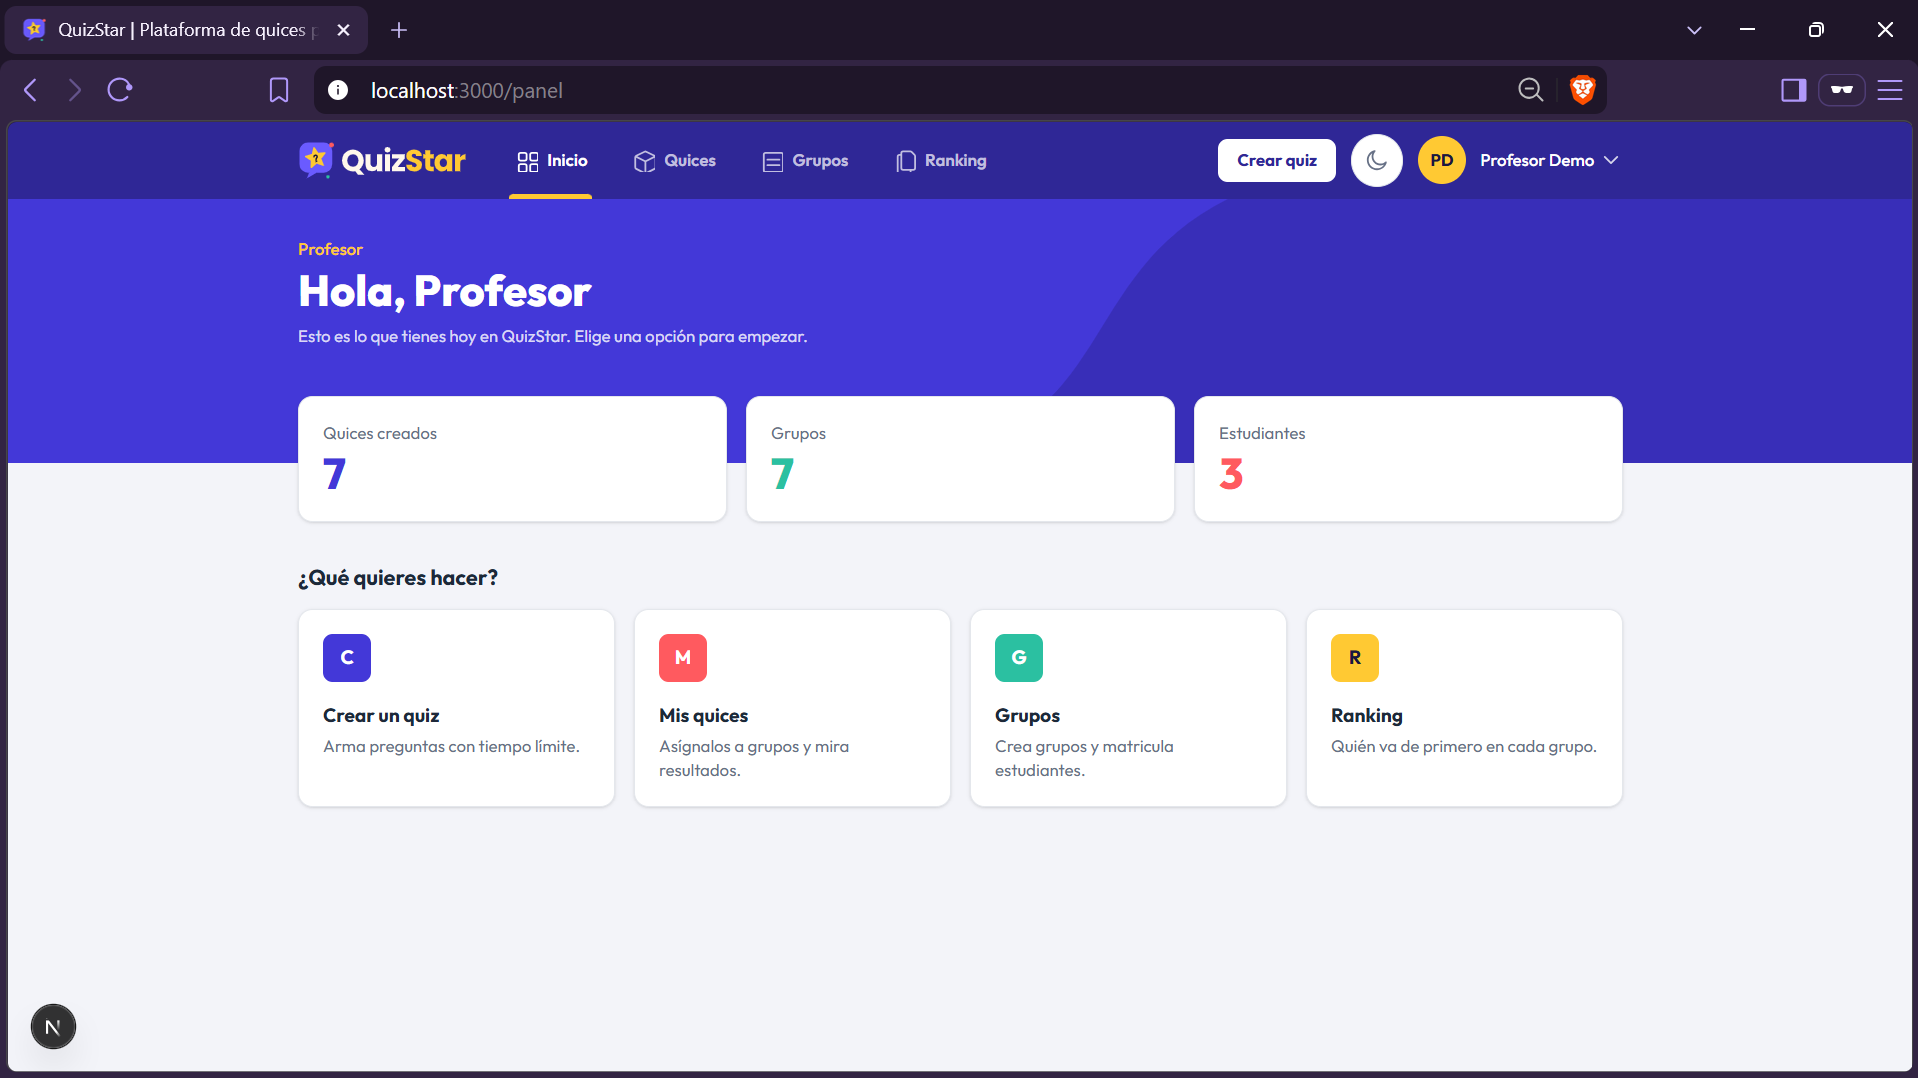 QuizStar | Plataforma de quices
localhost:3000/panel
QuizStar
Inicio
Quices
Grupos
Ranking
Crear quiz
PD
Profesor Demo
Profesor
Hola, Profesor
Esto es lo que tienes hoy en QuizStar. Elige una opción para empezar.
Quices creados
7
Grupos
7
Estudiantes
3
¿Qué quieres hacer?
C
Crear un quiz
Arma preguntas con tiempo límite.
M
Mis quices
Asígnalos a grupos y mira
resultados.
G
Grupos
Crea grupos y matricula
estudiantes.
R
Ranking
Quién va de primero en cada grupo.
N